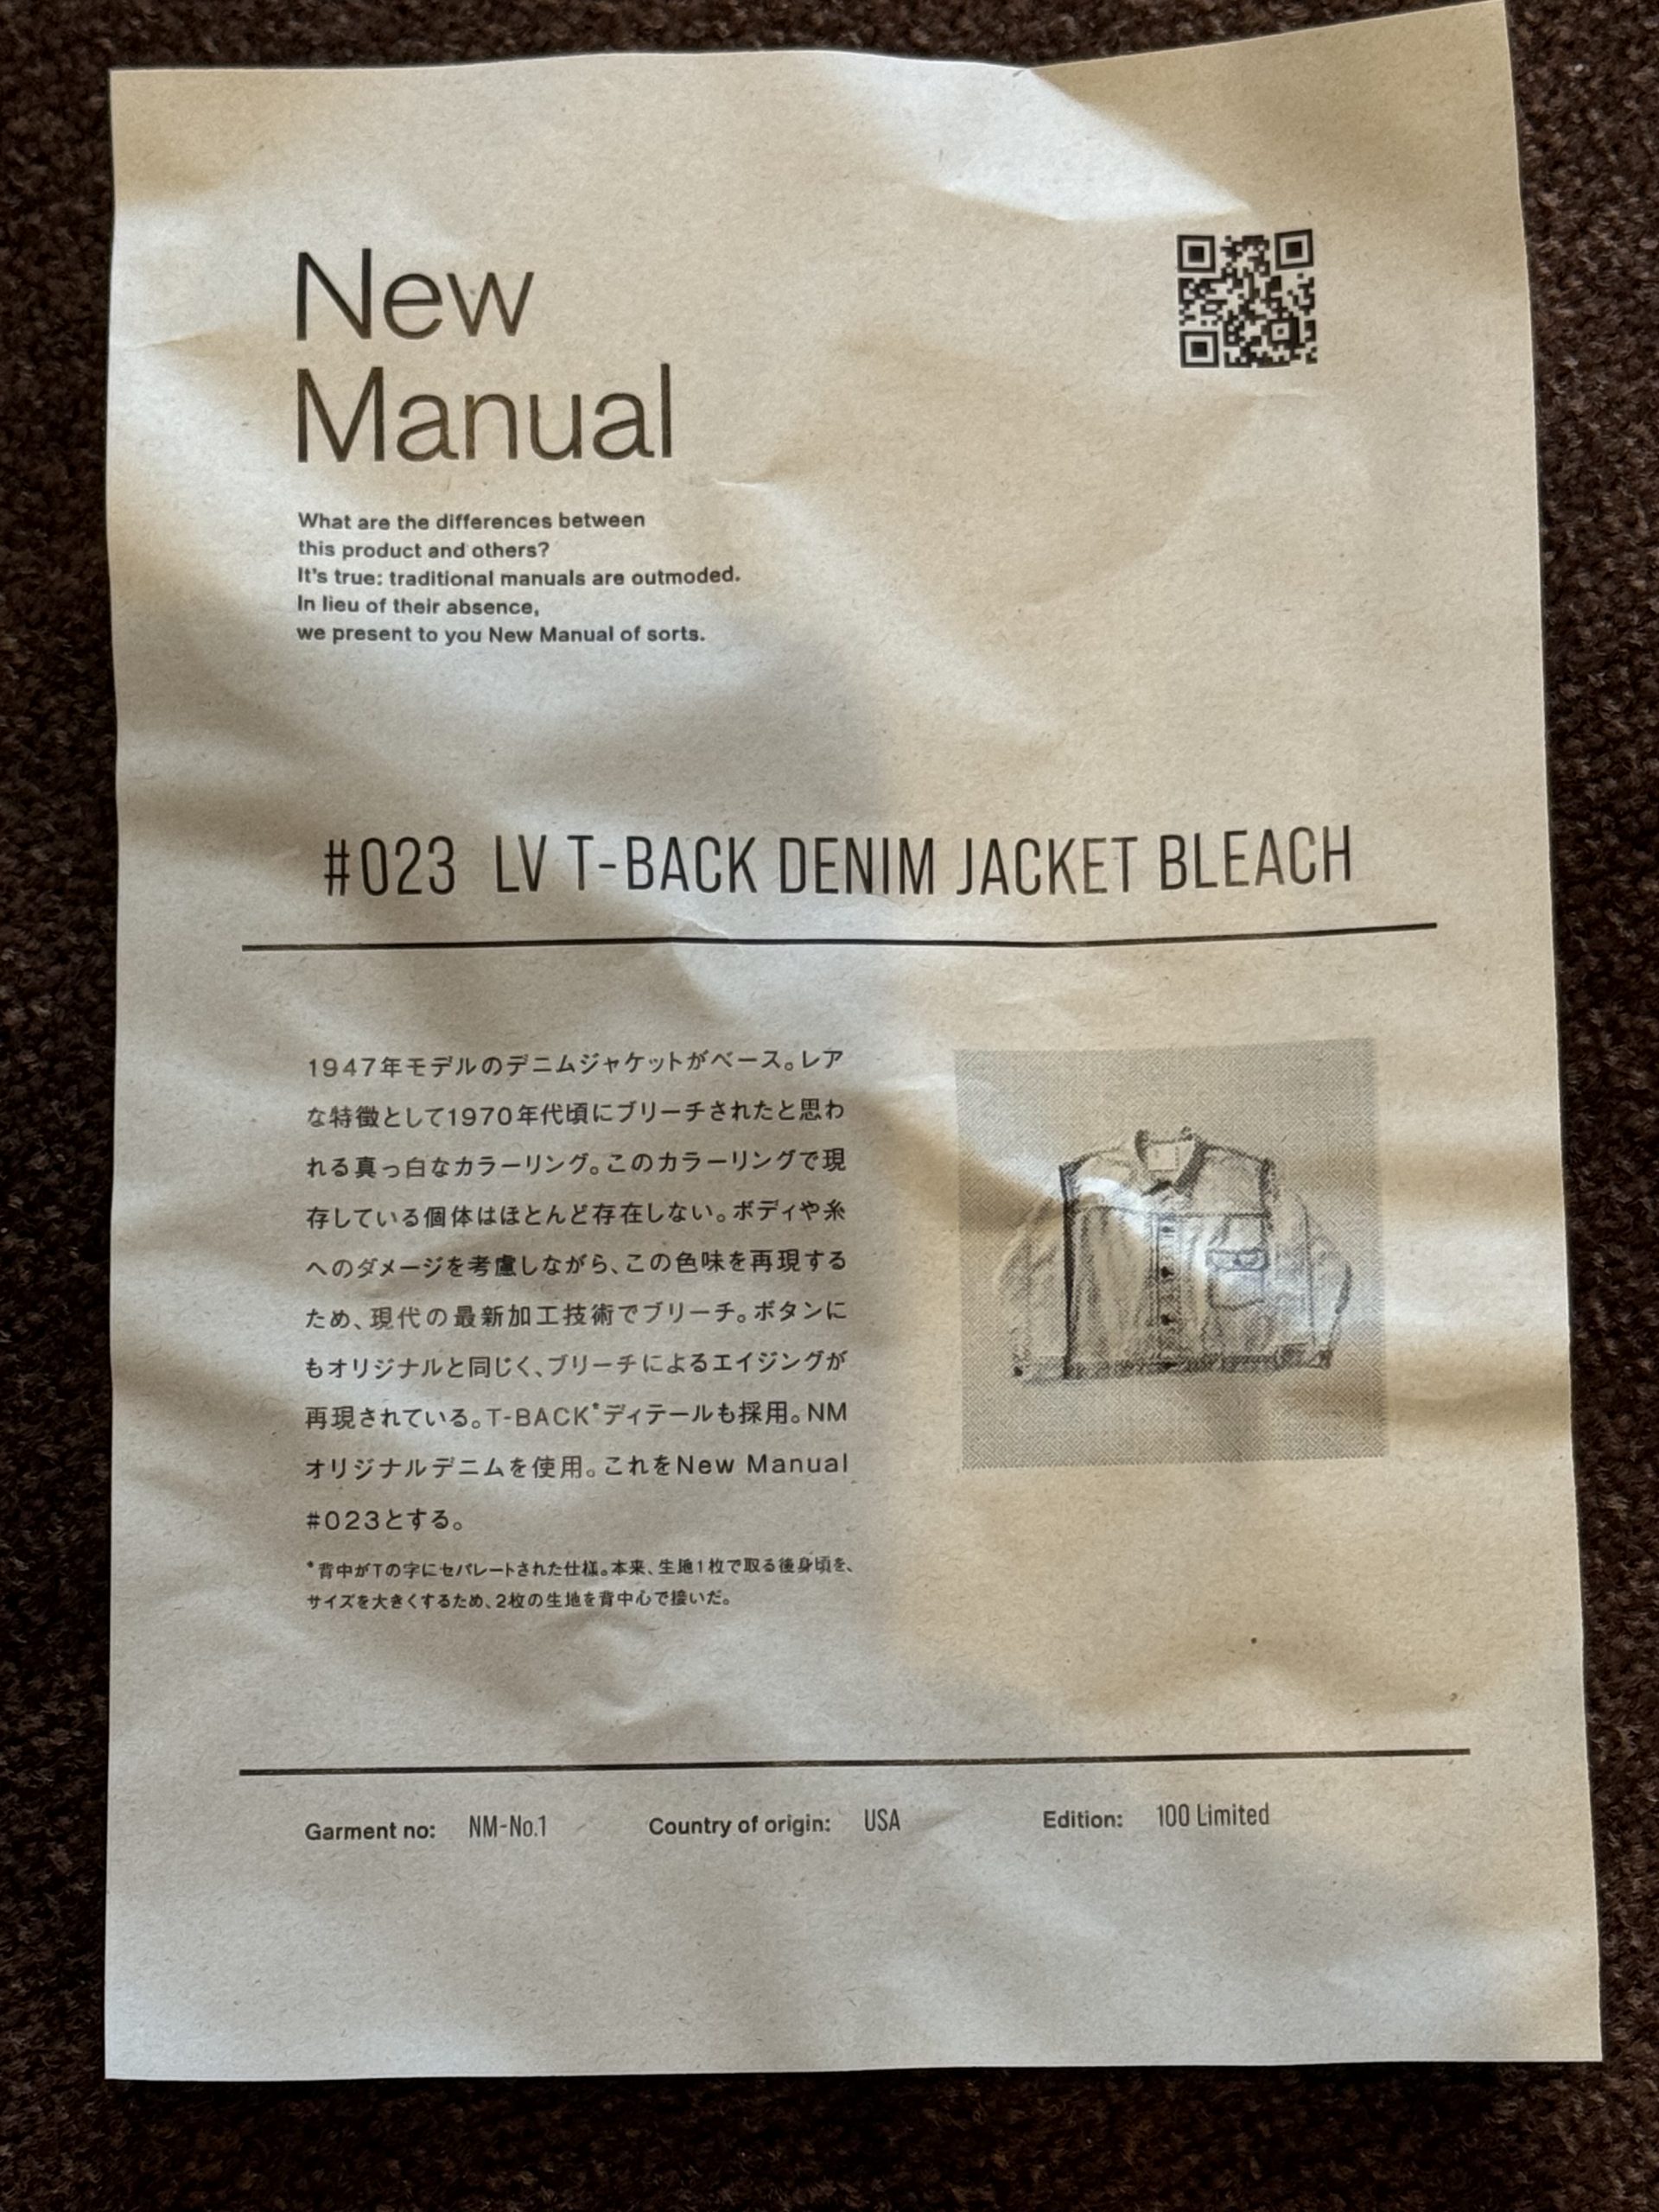 New
Manual
What are the differences between
this product and others?
It's true: traditional manuals are outmoded.
In lieu of their absence,
we present to you New Manual of sorts.
#023 LV T-BACK DENIM JACKET BLEACH
1947年モデルのデニムジャケットがベース。レア
な特徴として1970年代頃にブリーチされたと思わ
れる真っ白なカラーリング。このカラーリングで現
存している個体はほとんど存在しない。ボディや糸
へのダメージを考慮しながら、この色味を再現する
ため、現代の最新加工技術でブリーチ。ボタンに
もオリジナルと同じく、ブリーチによるエイジングが
再現されている。T-BACK*ディテールも採用。NM
オリジナルデニムを使用。これをNew Manual
#023とする。
*背中がTの字にセパレートされた仕様。本来、生地1枚で取る後身頃を、
サイズを大きくするため、2枚の生地を背中心で接いだ。
Garment no: NM-No.1 Country of origin: USA Edition: 100 Limited